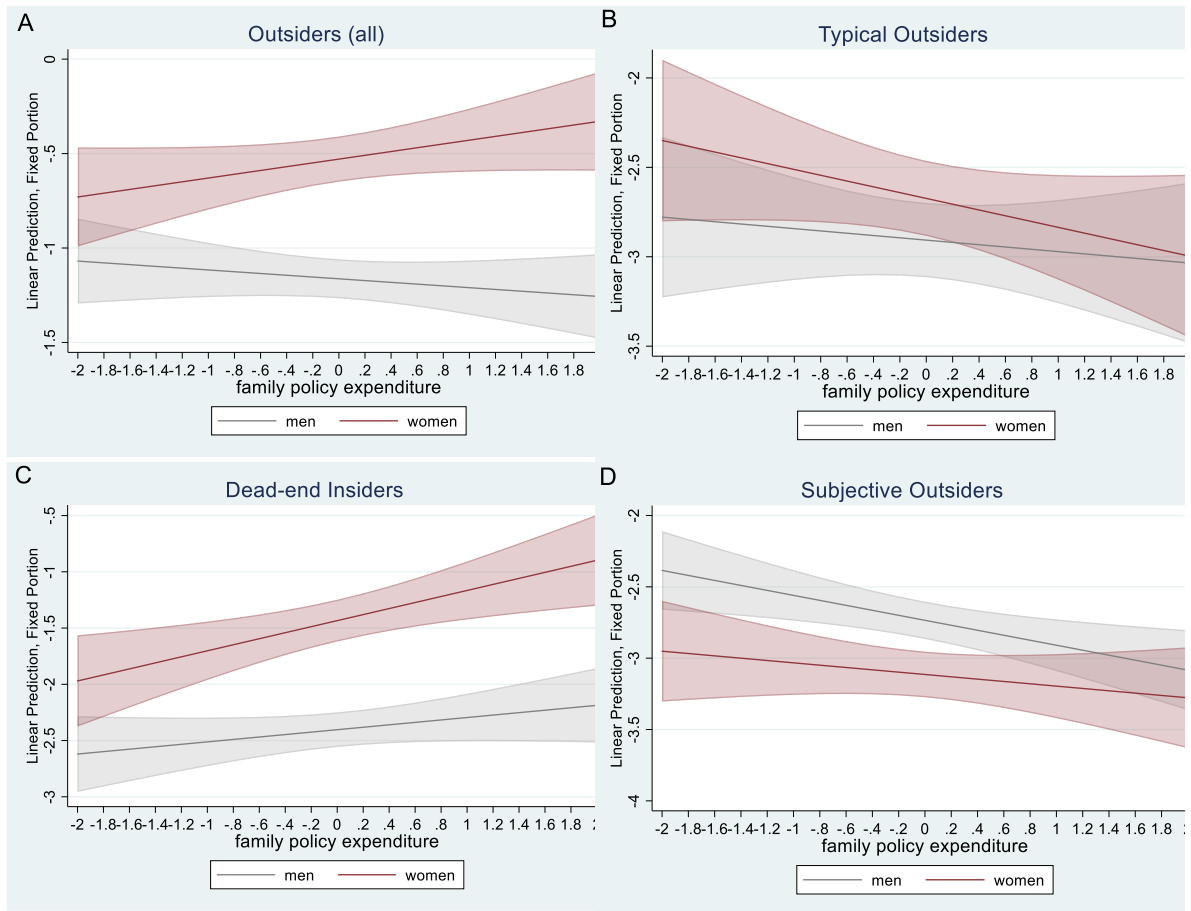 A
Outsiders (all)
Linear Prediction, Fixed Portion
0
-.5
-1
-1.5
-2 -1.8-1.6-1.4-1.2 -1 -.8 -.6 -.4 -.2 0 .2 .4 .6 .8 1 1.2 1.4 1.6 1.8
family policy expenditure
men women
B
Typical Outsiders
Linear Prediction, Fixed Portion
-2
-2.5
-3
-3.5
-2 -1.8-1.6-1.4-1.2 -1 -.8 -.6 -.4 -.2 0 .2 .4 .6 .8 1 1.2 1.4 1.6 1.8
family policy expenditure
men women
C
Dead-end Insiders
Linear Prediction, Fixed Portion
-.5
-1
-1.5
-2
-2.5
-3
-2 -1.8-1.6-1.4-1.2 -1 -.8 -.6 -.4 -.2 0 .2 .4 .6 .8 1 1.2 1.4 1.6 1.8
family policy expenditure
men women
D
Subjective Outsiders
Linear Prediction, Fixed Portion
-2
-2.5
-3
-3.5
-4
-2 -1.8-1.6-1.4-1.2 -1 -.8 -.6 -.4 -.2 0 .2 .4 .6 .8 1 1.2 1.4 1.6 1.8
family policy expenditure
men women